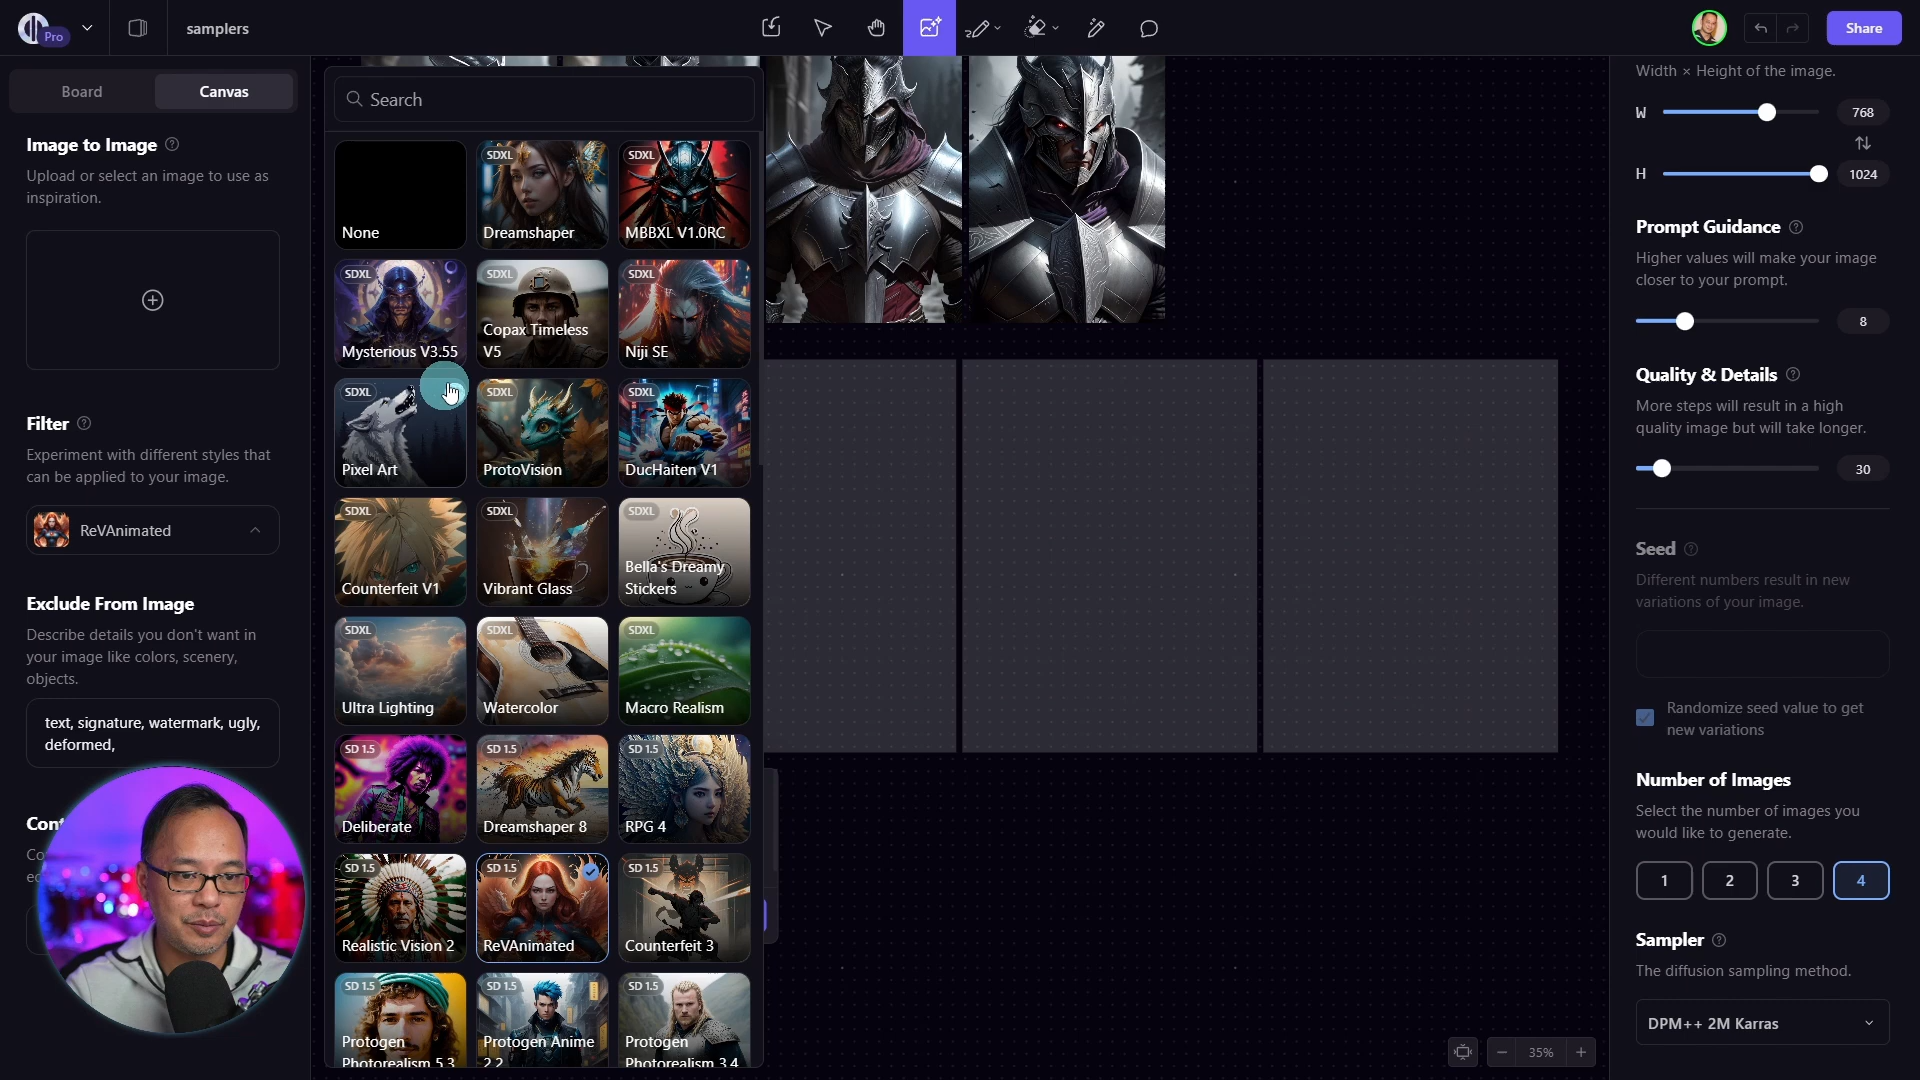 Pro
samplers
Share
Board
Canvas
Image to Image
Upload or select an image to use as
inspiration.
Filter
Experiment with different styles that
can be applied to your image.
ReVAnimated
Exclude From Image
Describe details you don't want in
your image like colors, scenery,
objects.
text, signature, watermark, ugly,
deformed,
Search
None
SDXL
Dreamshaper
SDXL
MBBXL V1.0RC
SDXL
Mysterious V3.55
SDXL
Copax Timeless
V5
SDXL
Niji SE
SDXL
Pixel Art
SDXL
ProtoVision
SDXL
DucHaiten V1
SDXL
Counterfeit V1
SDXL
Vibrant Glass
SDXL
Bella's Dreamy
Stickers
SDXL
Ultra Lighting
SDXL
Watercolor
SDXL
Macro Realism
SD 1.5
Deliberate
SD 1.5
Dreamshaper 8
SD 1.5
RPG 4
SD 1.5
Realistic Vision 2
SD 1.5
ReVAnimated
SD 1.5
Counterfeit 3
SD 1.5
Protogen
Photorealism 5.3
SD 1.5
Protogen Anime
2.2
SD 1.5
Protogen
Photorealism 3.4
Width × Height of the image.
W
768
H
1024
Prompt Guidance
Higher values will make your image
closer to your prompt.
8
Quality & Details
More steps will result in a high
quality image but will take longer.
30
Seed
Different numbers result in new
variations of your image.
Randomize seed value to get
new variations
Number of Images
Select the number of images you
would like to generate.
1
2
3
4
Sampler
The diffusion sampling method.
DPM++ 2M Karras
35%